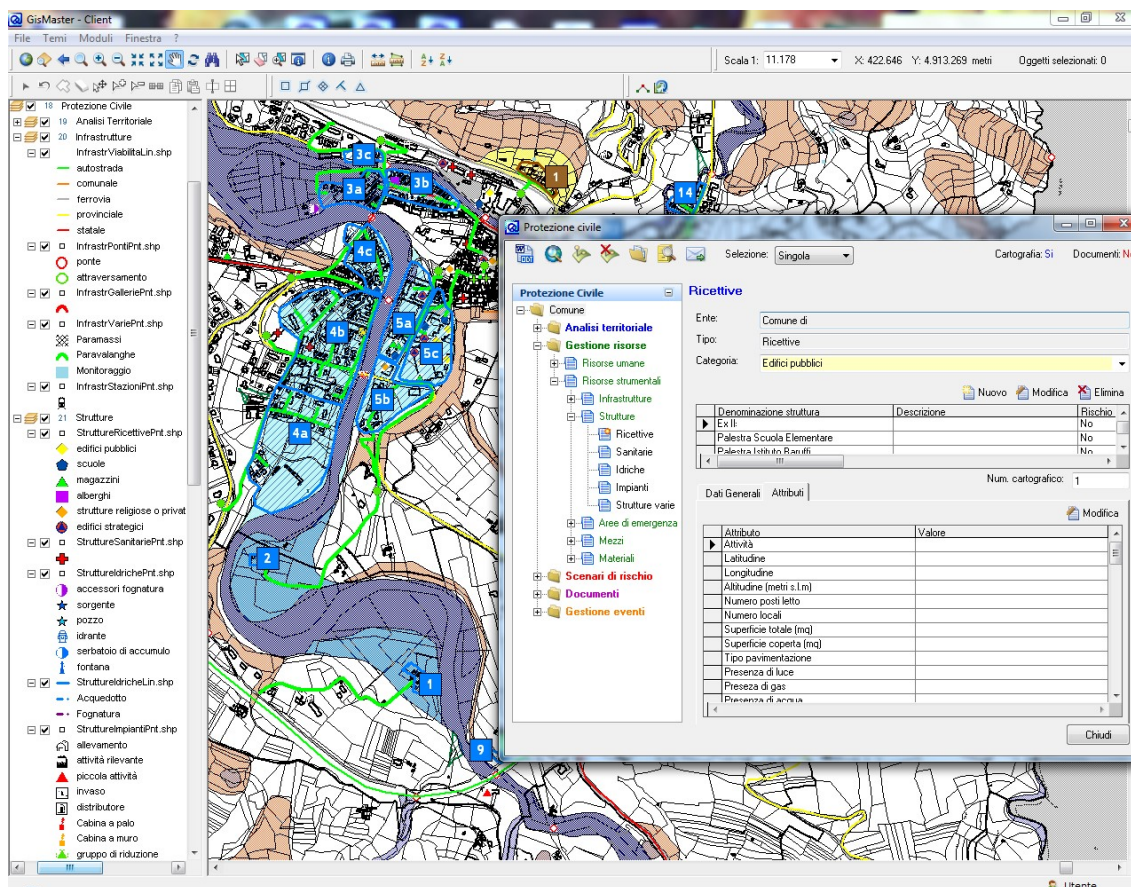 GisMaster - Client
File Temi Moduli Finestra ?
Scala 1: 11.178 X: 422.646 Y: 4.913.269 metri Oggetti selezionati: 0
18 Protezione Civile
19 Analisi Territoriale
20 Infrastrutture
InfrastrViabilitaLin.shp
autostrada
comunale
ferrovia
provinciale
statale
InfrastrPontiPnt.shp
ponte
attraversamento
InfrastrGalleriePnt.shp
InfrastrVariePnt.shp
Paramassi
Paravalanghe
Monitoraggio
InfrastrStazioniPnt.shp
21 Strutture
StruttureRicettivePnt.shp
edifici pubblici
scuole
magazzini
alberghi
strutture religiose o privat
edifici strategici
StruttureSanitariePnt.shp
StruttureIdrichePnt.shp
accessori fognatura
sorgente
pozzo
idrante
serbatoio di accumulo
fontana
StruttureIdricheLin.shp
Acquedotto
Fognatura
StruttureImpiantiPnt.shp
allevamento
attività rilevante
piccola attività
invaso
distributore
Cabina a palo
Cabina a muro
gruppo di riduzione
3c
3a
3b
1
14
4c
4b
5a
5c
5b
4a
2
1
9
Protezione civile
Selezione: Singola Cartografia: Si Documenti: No
Protezione Civile
Comune
Analisi territoriale
Gestione risorse
Risorse umane
Risorse strumentali
Infrastrutture
Strutture
Ricettive
Sanitarie
Idriche
Impianti
Strutture varie
Aree di emergenza
Mezzi
Materiali
Scenari di rischio
Documenti
Gestione eventi
Ricettive
Ente: Comune di
Tipo: Ricettive
Categoria: Edifici pubblici
Nuovo Modifica Elimina
Denominazione struttura Descrizione Rischio
Ex II: No
Palestra Scuola Elementare No
Palestra Istituto Baruffi No
Num. cartografico: 1
Dati Generali Attributi
Modifica
Attributo Valore
Attività
Latitudine
Longitudine
Altitudine (metri s.l.m)
Numero posti letto
Numero locali
Superficie totale (mq)
Superficie coperta (mq)
Tipo pavimentazione
Presenza di luce
Preseza di gas
Presenza di acqua
Chiudi
Utente